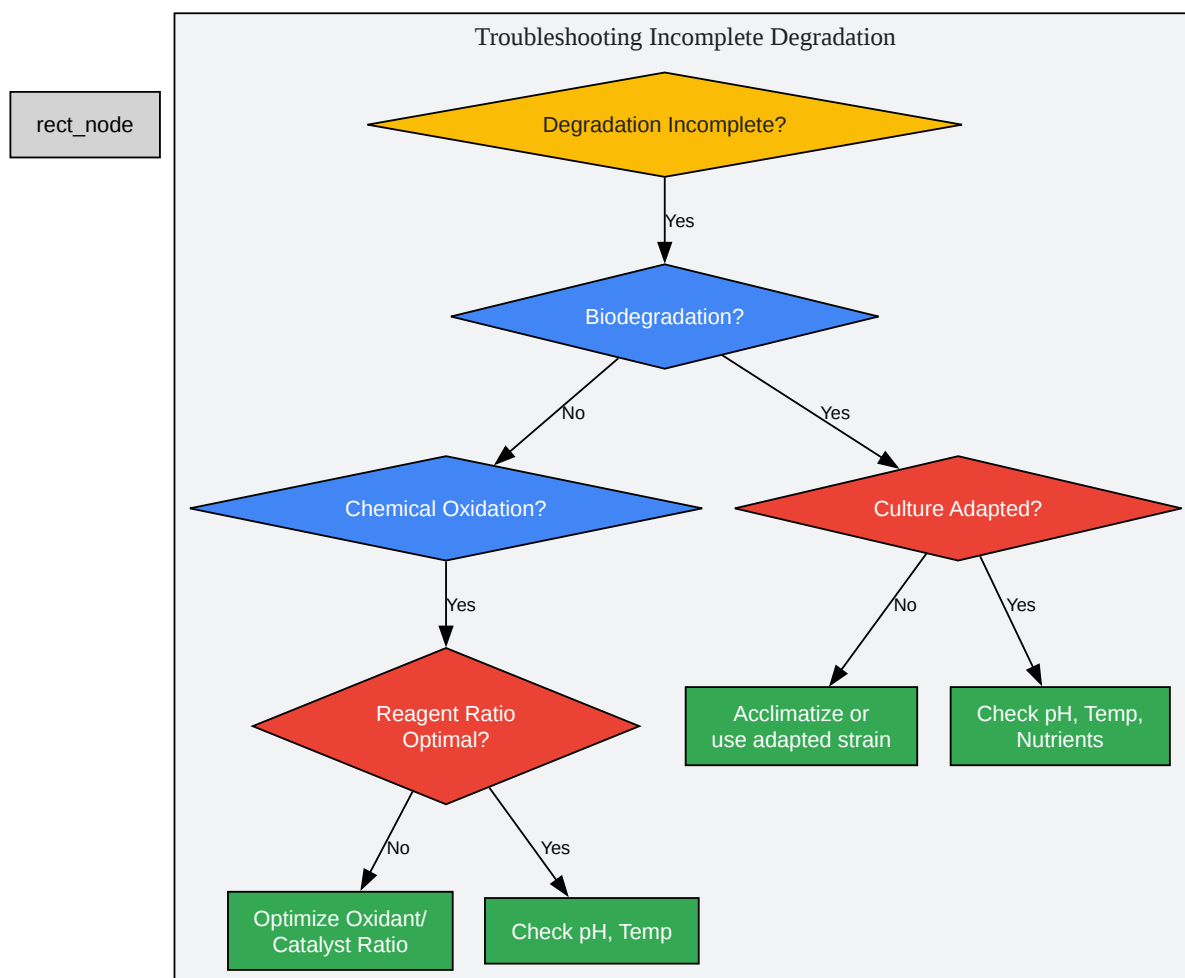 Troubleshooting Incomplete Degradation
rect_node
Degradation Incomplete?
Yes
Biodegradation?
No
Yes
Chemical Oxidation?
Culture Adapted?
Yes
No
Yes
Reagent Ratio
Optimal?
Acclimatize or
use adapted strain
Check pH, Temp,
Nutrients
No
Yes
Optimize Oxidant/
Catalyst Ratio
Check pH, Temp